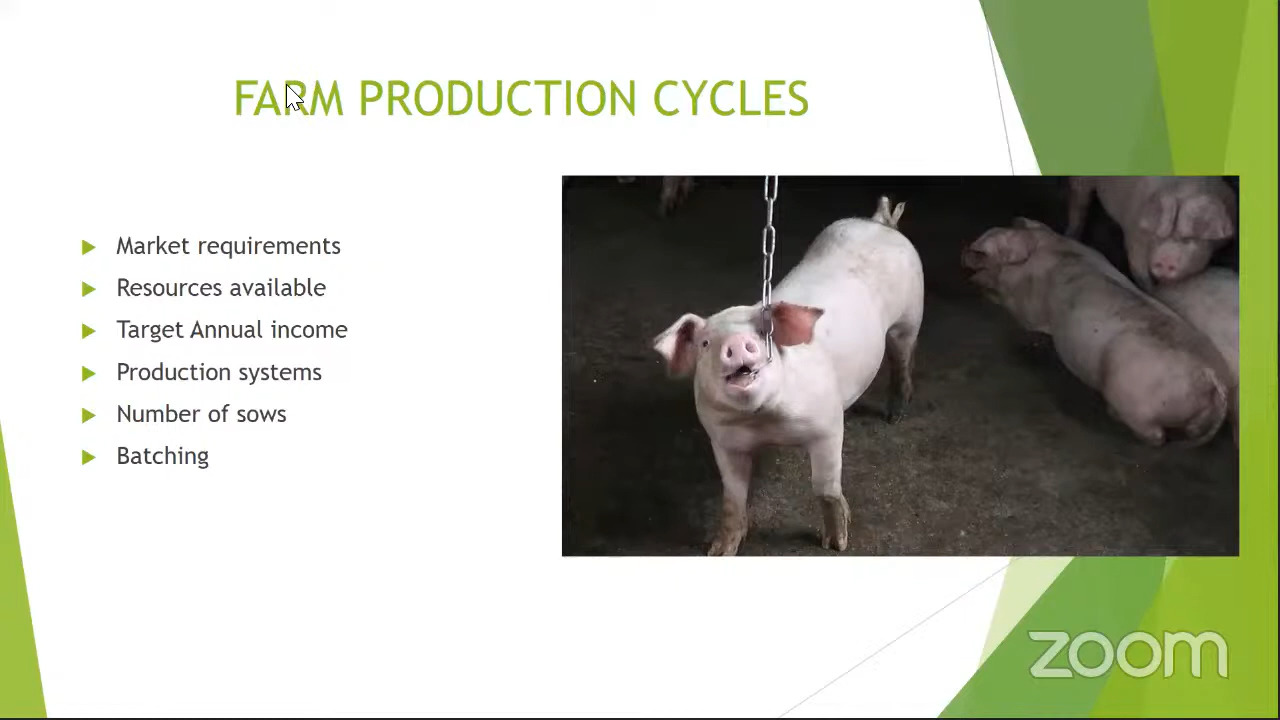 FARM PRODUCTION CYCLES
Market requirements
Resources available
Target Annual income
Production systems
Number of sows
Batching
zoom